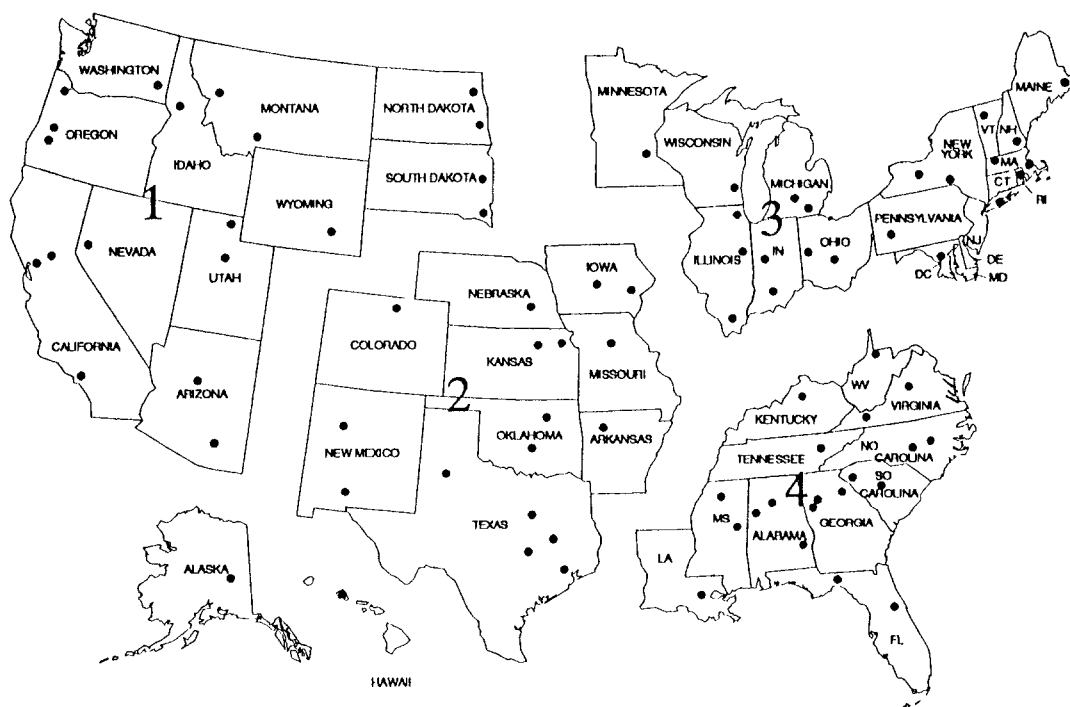 WASHINGTON
MONTANA
NORTH DAKOTA
OREGON
IDAHO
SOUTH DAKOTA
WYOMING
1
NEVADA
UTAH
CALIFORNIA
ARIZONA
ALASKA
HAWAII
NEBRASKA
IOWA
COLORADO
KANSAS
MISSOURI
2
NEW MEXICO
OKLAHOMA
ARKANSAS
TEXAS
MINNESOTA
WISCONSIN
MICHIGAN
3
ILLINOIS
IN
OHIO
MAINE
VT
NH
NEW
YORK
MA
CT
RI
PENNSYLVANIA
NJ
DE
DC
MD
WV
VIRGINIA
KENTUCKY
TENNESSEE
NO
CAROLINA
SO
CAROLINA
4
MS
ALABAMA
GEORGIA
LA
FL